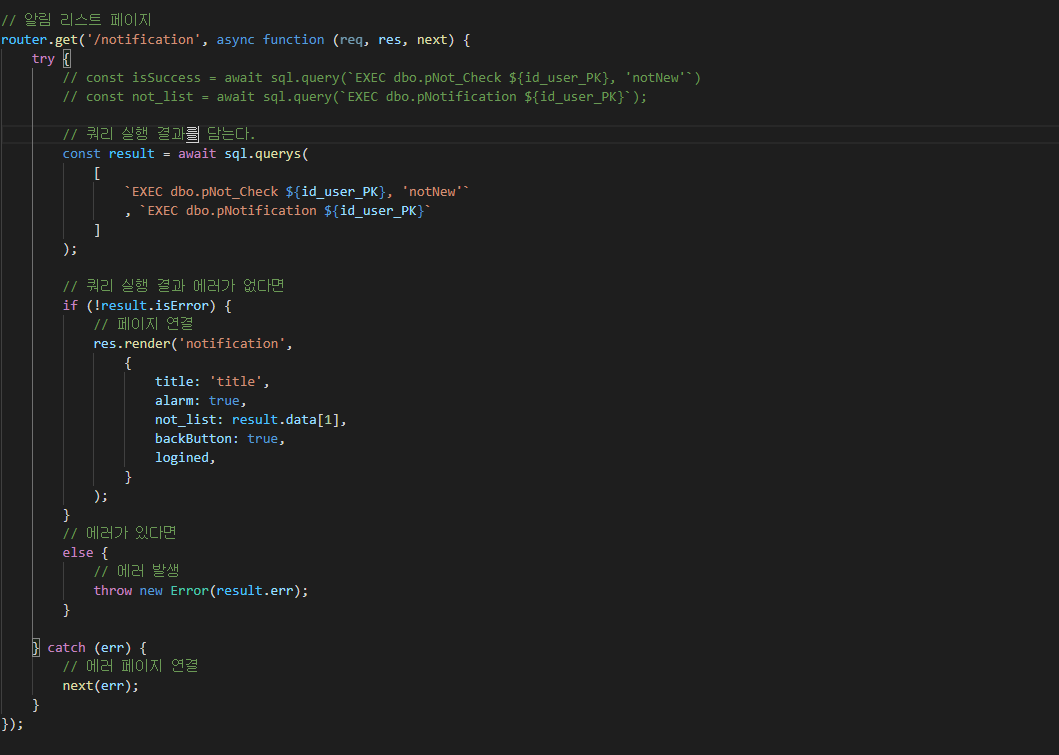 // 알림 리스트 페이지
router.get('/notification', async function (req, res, next) {
try {
// const isSuccess = await sql.query(`EXEC dbo.pNot_Check ${id_user_PK}, 'notNew'`)
// const not_list = await sql.query(`EXEC dbo.pNotification ${id_user_PK}`);
// 쿼리 실행 결과를 담는다.
const result = await sql.querys(
[
`EXEC dbo.pNot_Check ${id_user_PK}, 'notNew'`
, `EXEC dbo.pNotification ${id_user_PK}`
]
);
// 쿼리 실행 결과 에러가 없다면
if (!result.isError) {
// 페이지 연결
res.render('notification',
{
title: 'title',
alarm: true,
not_list: result.data[1],
backButton: true,
logined,
}
);
}
// 에러가 있다면
else {
// 에러 발생
throw new Error(result.err);
}
} catch (err) {
// 에러 페이지 연결
next(err);
}
});